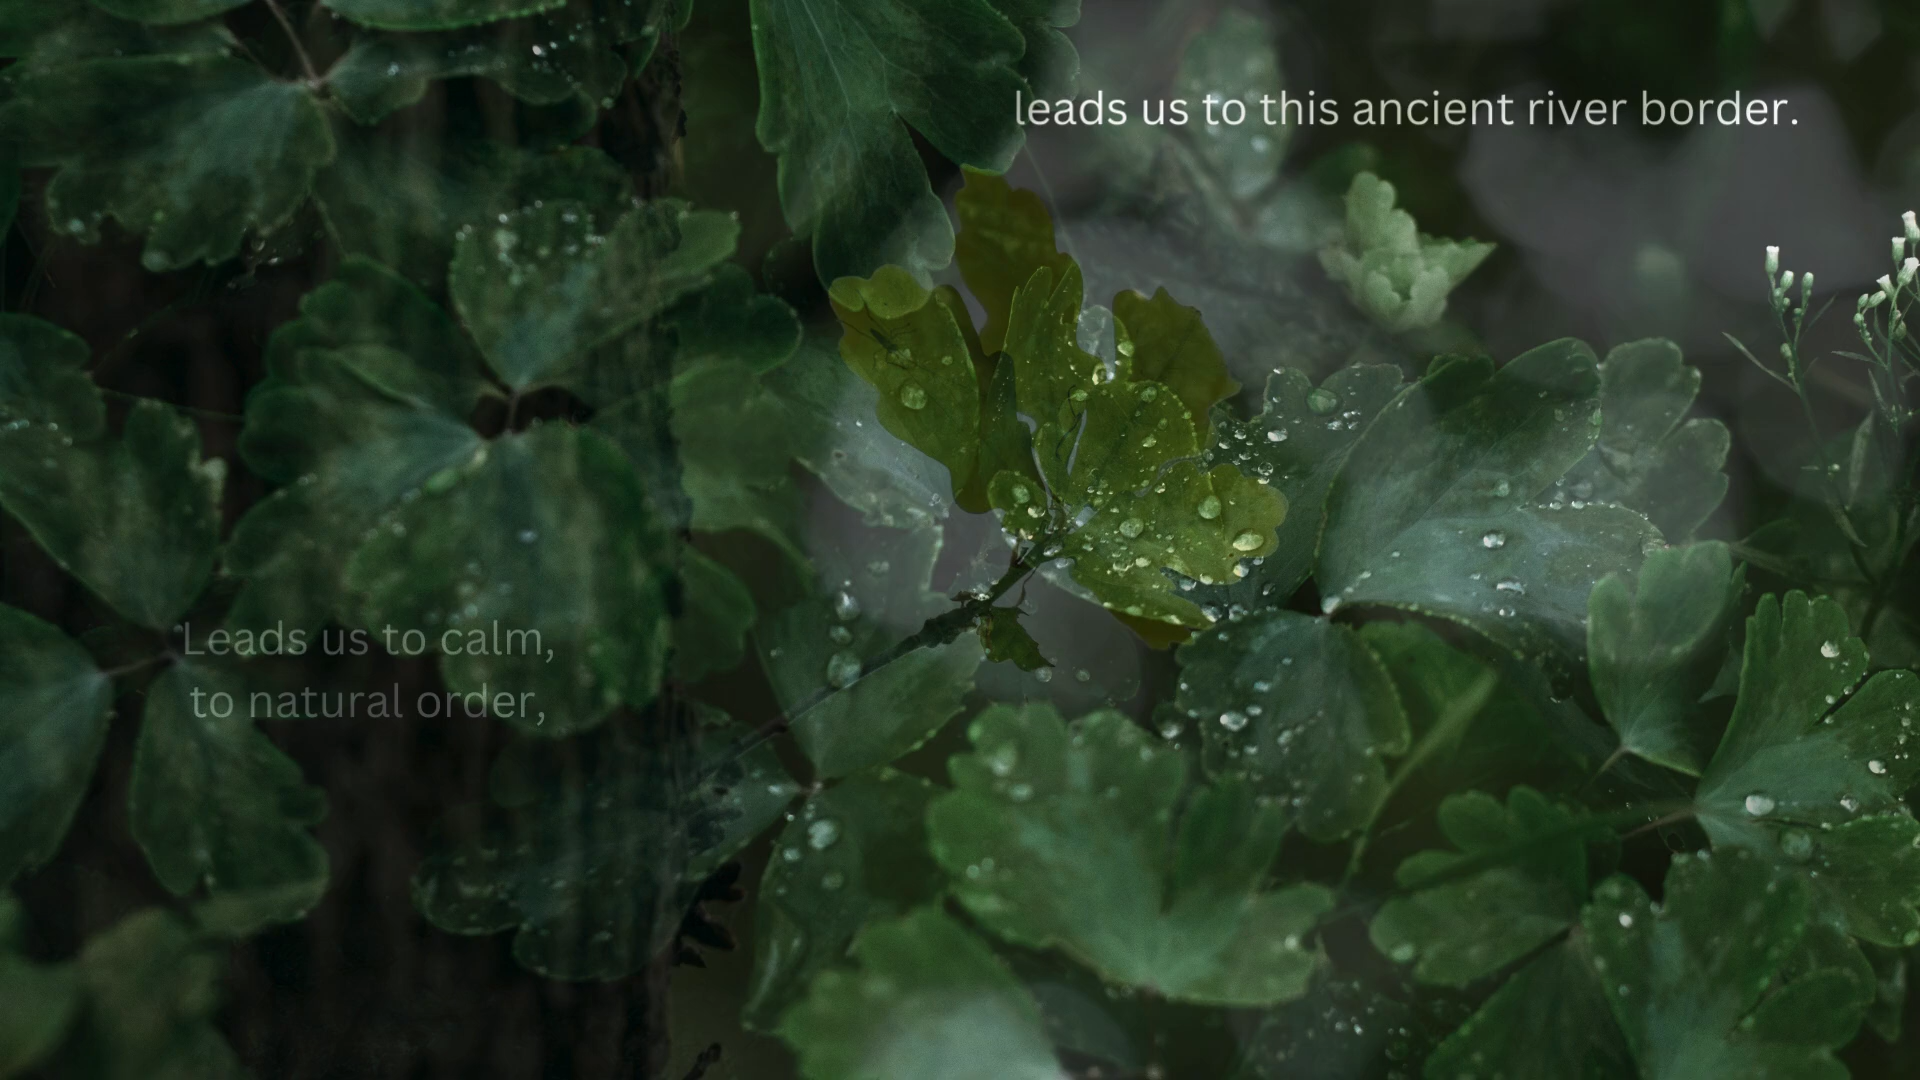 leads us to this ancient river border.
Leads us to calm,
to natural order,